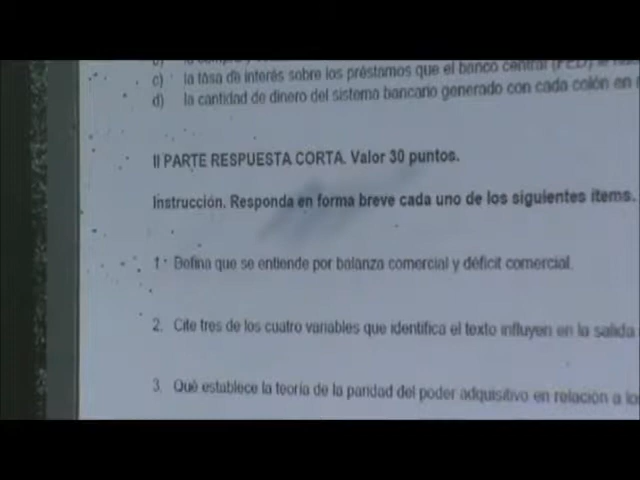 c) la tasa de interés sobre los préstamos que el banco central (FED) le
d) la cantidad de dinero del sistema bancario generado con cada colón en
II PARTE RESPUESTA CORTA. Valor 30 puntos.
Instrucción. Responda en forma breve cada uno de los siguientes ítems.
1. Defina que se entiende por balanza comercial y déficit comercial.
2. Cite tres de los cuatro variables que identifica el texto influyen en la salida
3. Qué establece la teoría de la paridad del poder adquisitivo en relación a